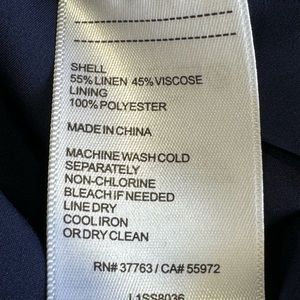 SHELL
55% LINEN 45% VISCOSE
LINING
100% POLYESTER
MADE IN CHINA
MACHINE WASH COLD
SEPARATELY
NON-CHLORINE
BLEACH IF NEEDED
LINE DRY
COOL IRON
OR DRY CLEAN
RN# 37763 / CA# 55972
L1SS8036